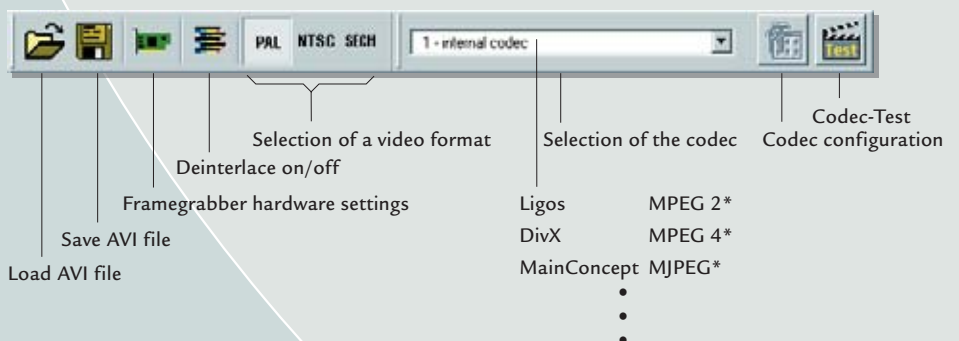 PAL NTSC SECH 1 - internal codec Test
Codec-Test
Selection of a video format Selection of the codec Codec configuration
Deinterlace on/off
Framegrabber hardware settings Ligos MPEG 2*
Save AVI file DivX MPEG 4*
Load AVI file MainConcept MJPEG*